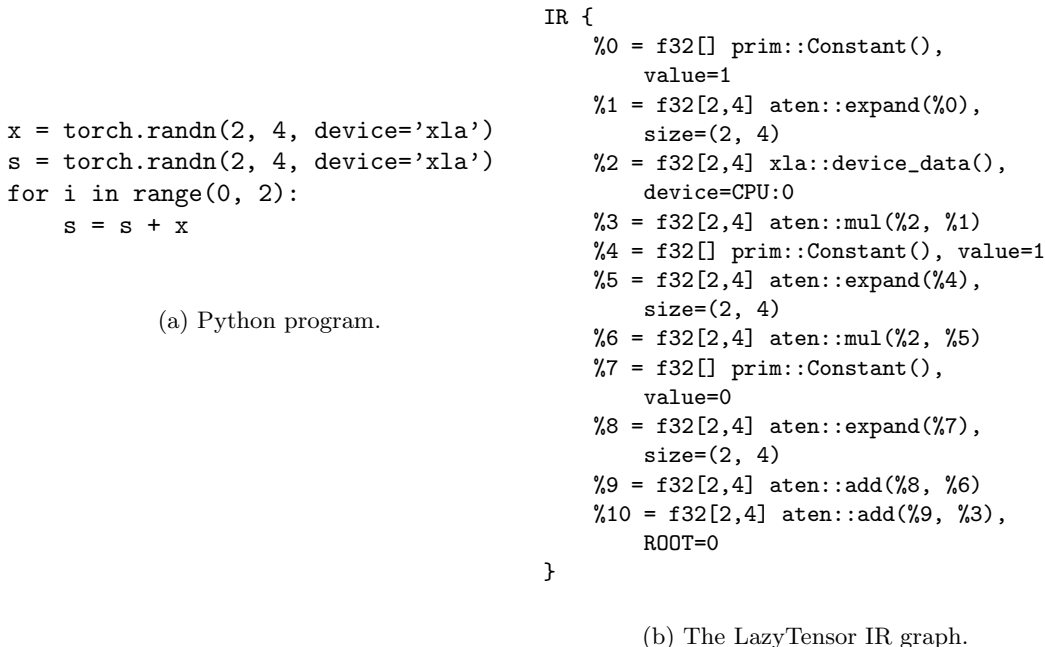 x = torch.randn(2, 4, device='xla')
s = torch.randn(2, 4, device='xla')
for i in range(0, 2):
    s = s + x
(a) Python program.
IR {
    %0 = f32[] prim::Constant(),
        value=1
    %1 = f32[2,4] aten::expand(%0),
        size=(2, 4)
    %2 = f32[2,4] xla::device_data(),
        device=CPU:0
    %3 = f32[2,4] aten::mul(%2, %1)
    %4 = f32[] prim::Constant(), value=1
    %5 = f32[2,4] aten::expand(%4),
        size=(2, 4)
    %6 = f32[2,4] aten::mul(%2, %5)
    %7 = f32[] prim::Constant(),
        value=0
    %8 = f32[2,4] aten::expand(%7),
        size=(2, 4)
    %9 = f32[2,4] aten::add(%8, %6)
    %10 = f32[2,4] aten::add(%9, %3),
        ROOT=0
}
(b) The LazyTensor IR graph.